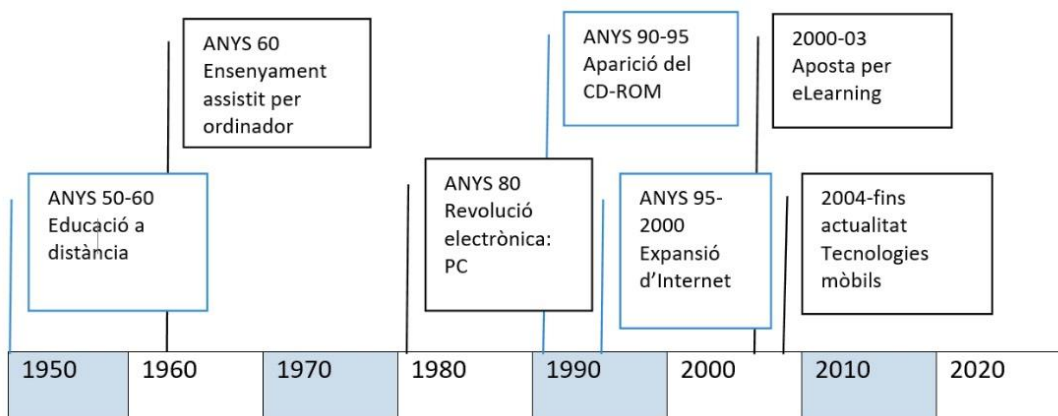 ANYS 60
Ensenyament
assistit per
ordinador
ANYS 90-95
Aparició del
CD-ROM
2000-03
Aposta per
eLearning
ANYS 50-60
Educació a
distància
ANYS 80
Revolució
electrònica:
PC
ANYS 95-
2000
Expansió
d’Internet
2004-fins
actualitat
Tecnologies
mòbils
1950
1960
1970
1980
1990
2000
2010
2020